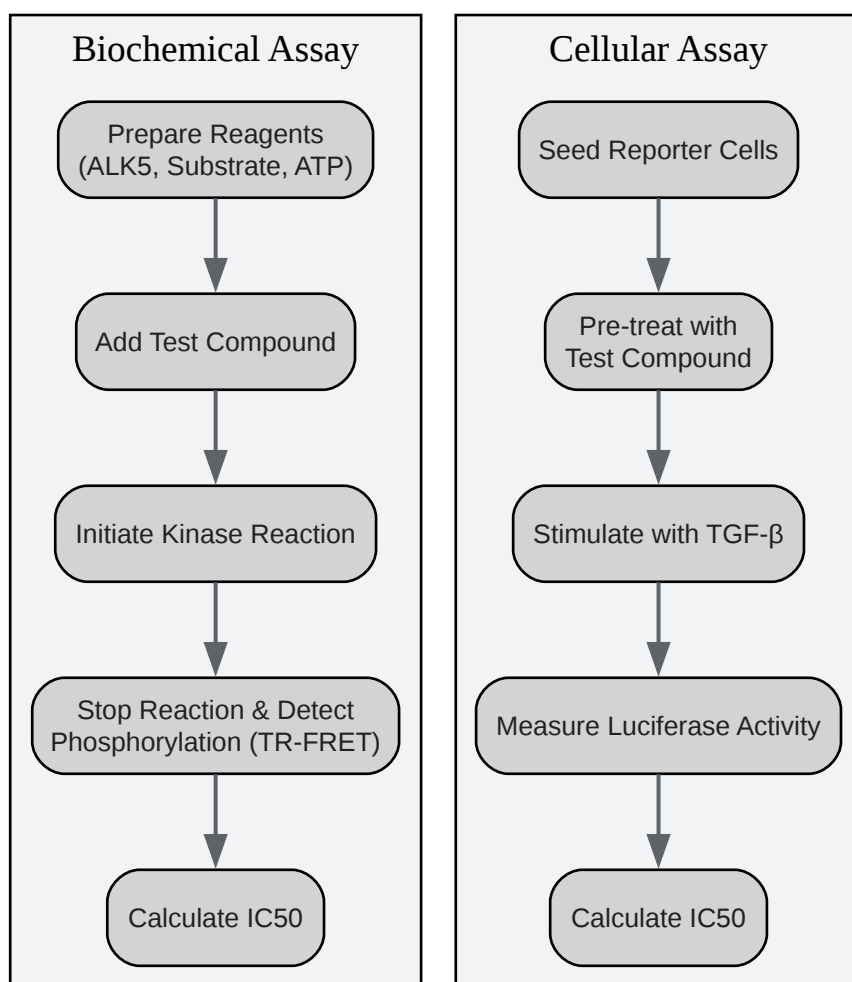 Biochemical Assay
Prepare Reagents
(ALK5, Substrate, ATP)
Add Test Compound
Initiate Kinase Reaction
Stop Reaction & Detect
Phosphorylation (TR-FRET)
Calculate IC50
Cellular Assay
Seed Reporter Cells
Pre-treat with
Test Compound
Stimulate with TGF-β
Measure Luciferase Activity
Calculate IC50